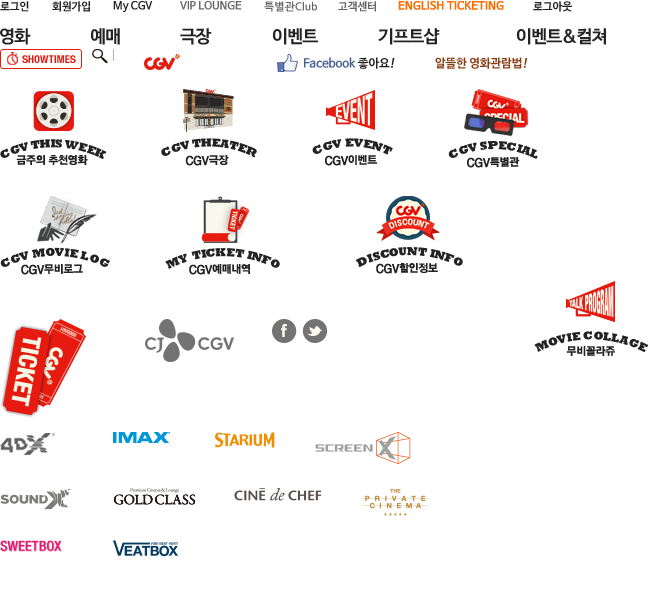 로그인 회원가입 My CGV VIP LOUNGE 특별관Club 고객센터 ENGLISH TICKETING 로그아웃
영화 예매 극장 이벤트 기프트샵 이벤트&컬쳐
SHOWTIMES CGV Facebook 좋아요! 알뜰한 영화관람법!
EVENT SPECIAL
CGV THIS WEEK CGV THEATER CGV EVENT CGV SPECIAL
금주의 추천영화 CGV극장 CGV이벤트 CGV특별관
TICKET CGV DISCOUNT
CGV MOVIE LOG MY TICKET INFO DISCOUNT INFO
CGV무비로그 CGV예매내역 CGV할인정보
TALK PROGRAM
MOVIE COLLAGE
무비꼴라쥬
TICKET CGV CJ CGV
4DX IMAX STARIUM SCREEN X
SOUND X Premium Cinema & Lounge GOLD CLASS CINÉ de CHEF THE PRIVATE CINEMA
SWEETBOX VEATBOX